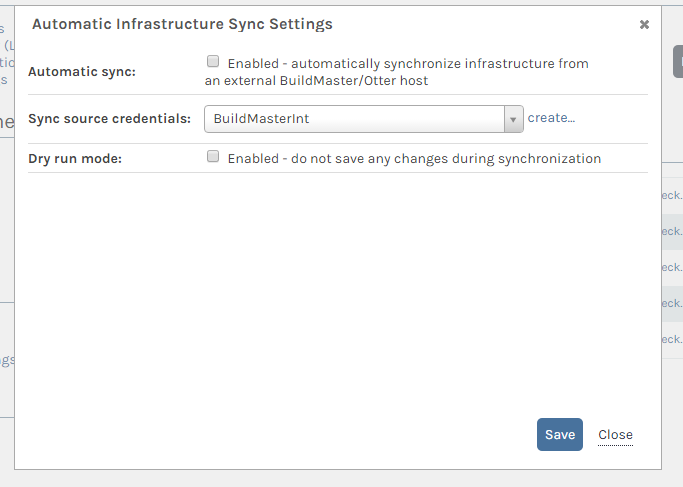 Automatic Infrastructure Sync Settings
Automatic sync:
Enabled - automatically synchronize infrastructure from
an external BuildMaster/Otter host
Sync source credentials:
BuildMasterInt
create...
Dry run mode:
Enabled - do not save any changes during synchronization
Save
Close